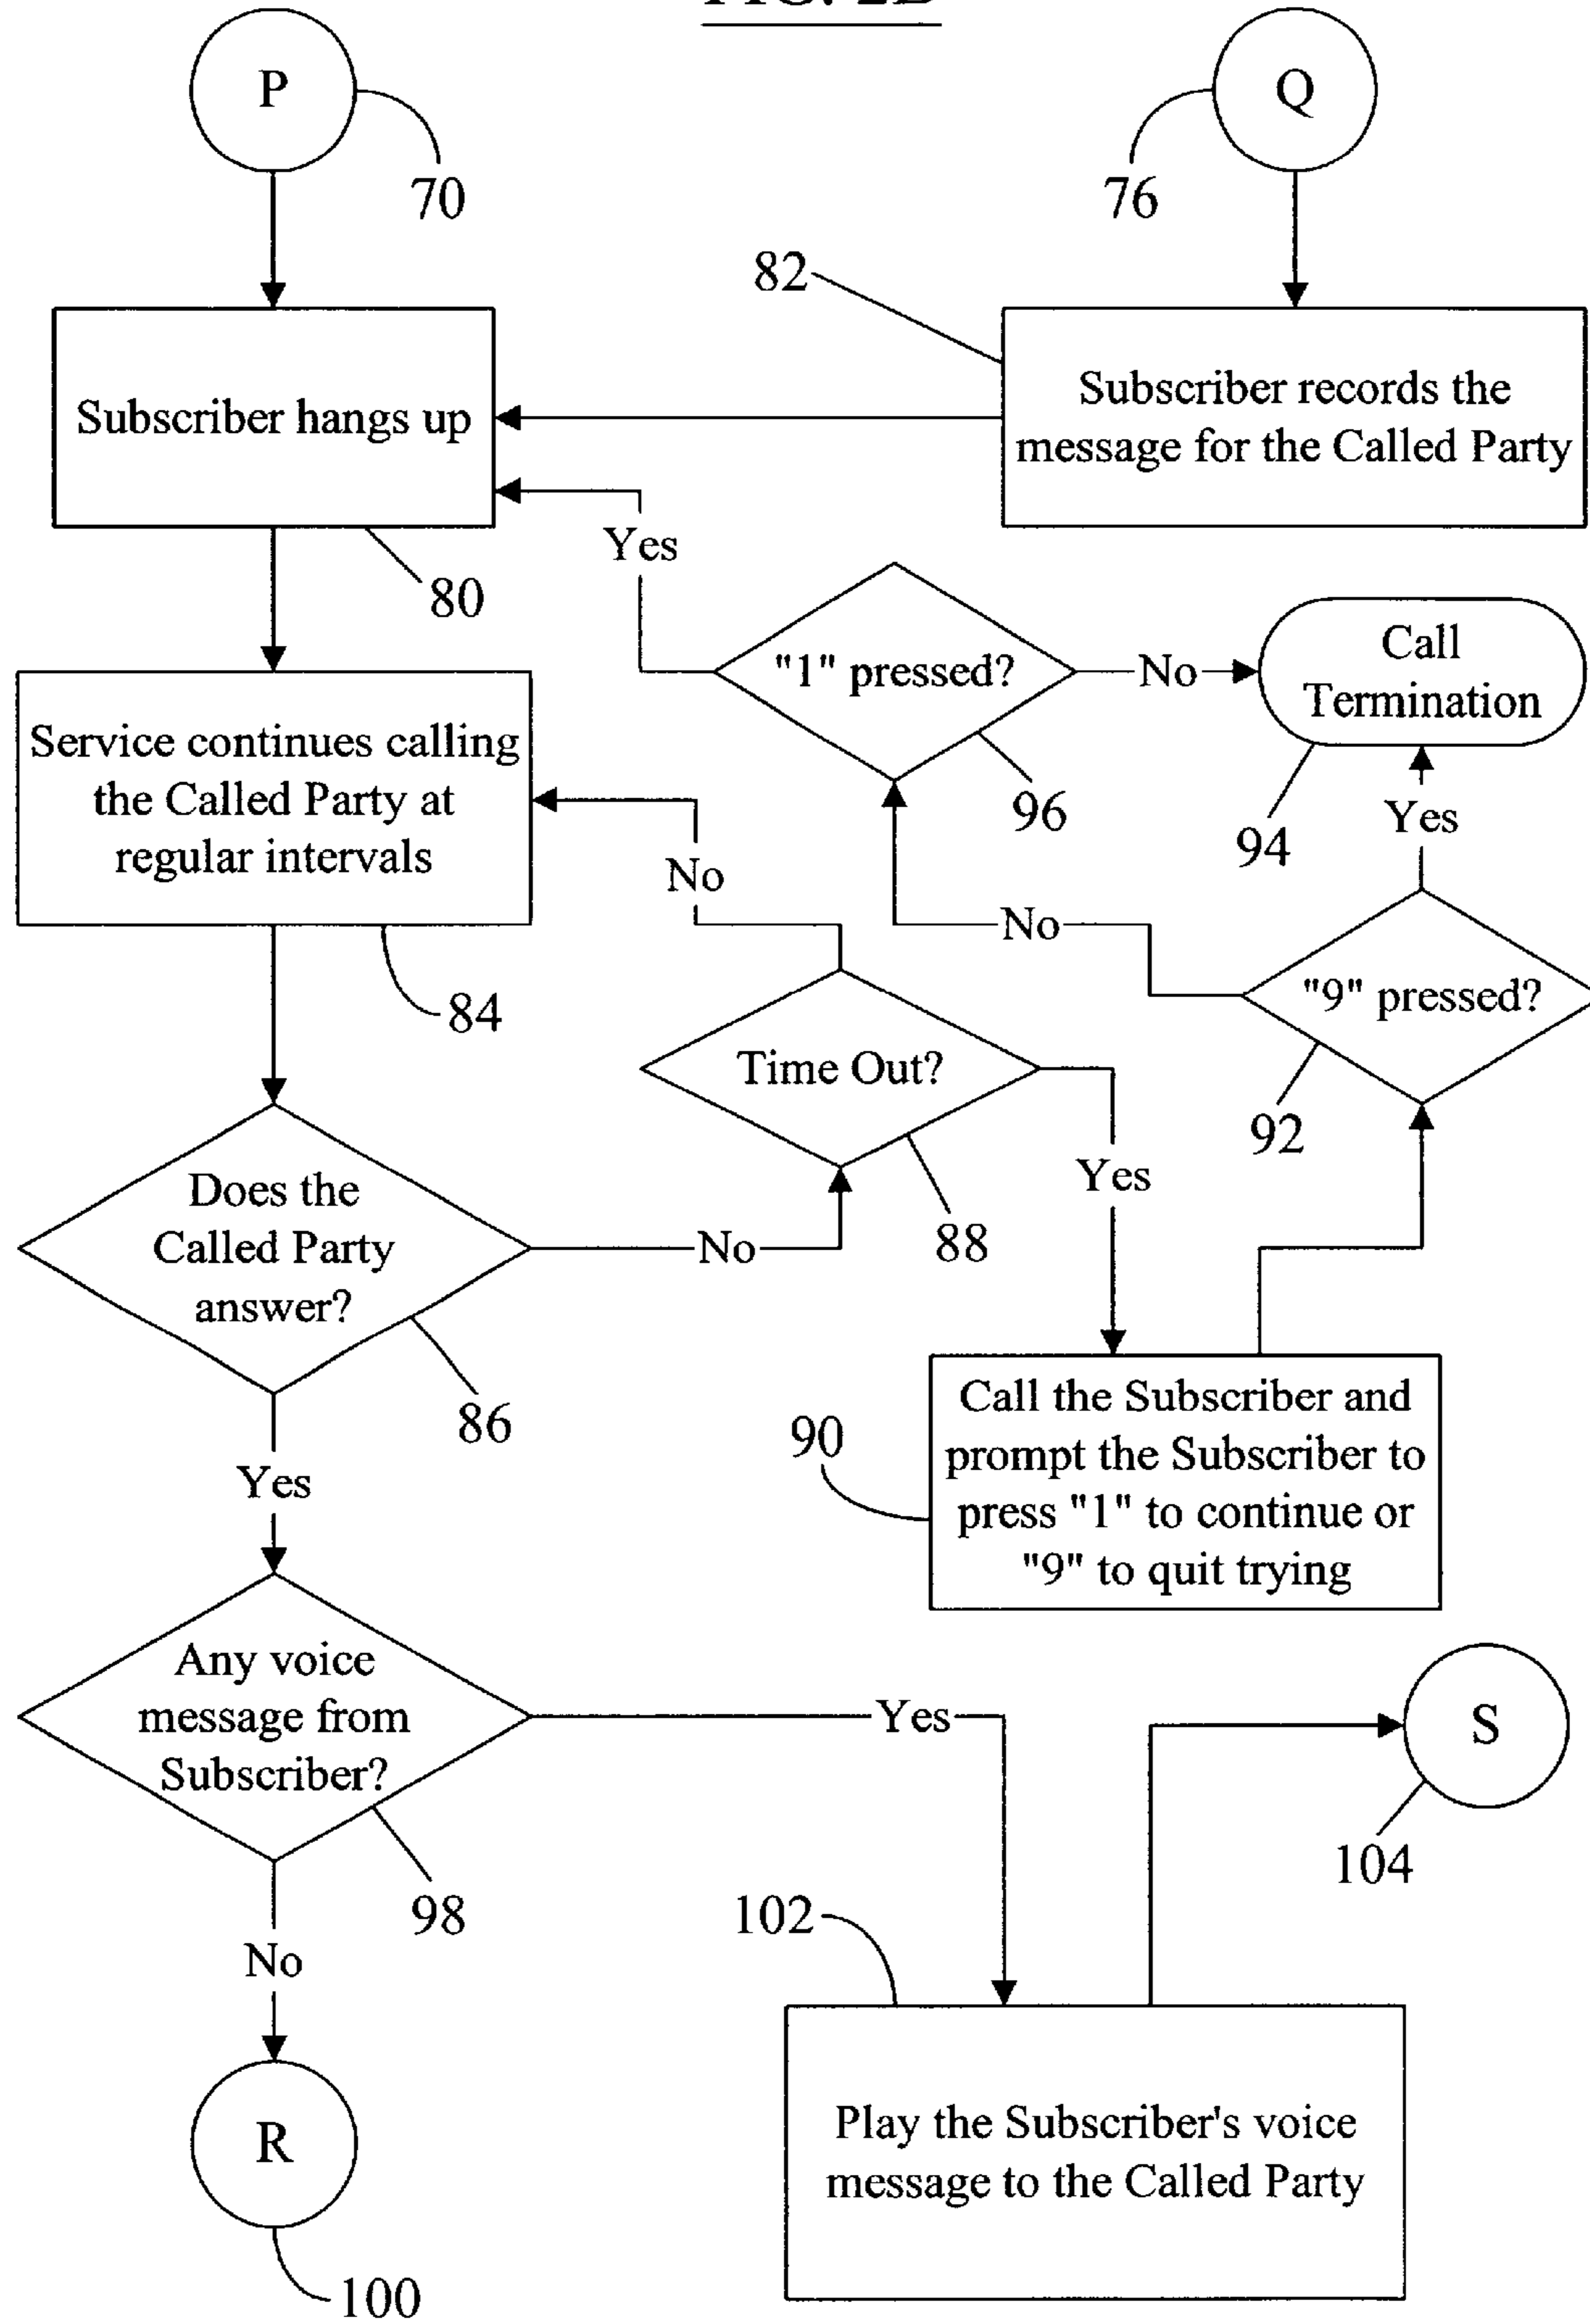 P
Q
70
76
82
Subscriber hangs up
Subscriber records the
message for the Called Party
Yes
80
"1" pressed?
No
Call
Termination
Service continues calling
the Called Party at
regular intervals
96
94
Yes
No
No
"9" pressed?
84
Time Out?
92
Does the
Called Party
answer?
No
88
Yes
86
Call the Subscriber and
prompt the Subscriber to
press "1" to continue or
"9" to quit trying
90
Yes
Any voice
message from
Subscriber?
Yes
S
104
98
102
No
R
Play the Subscriber's voice
message to the Called Party
100